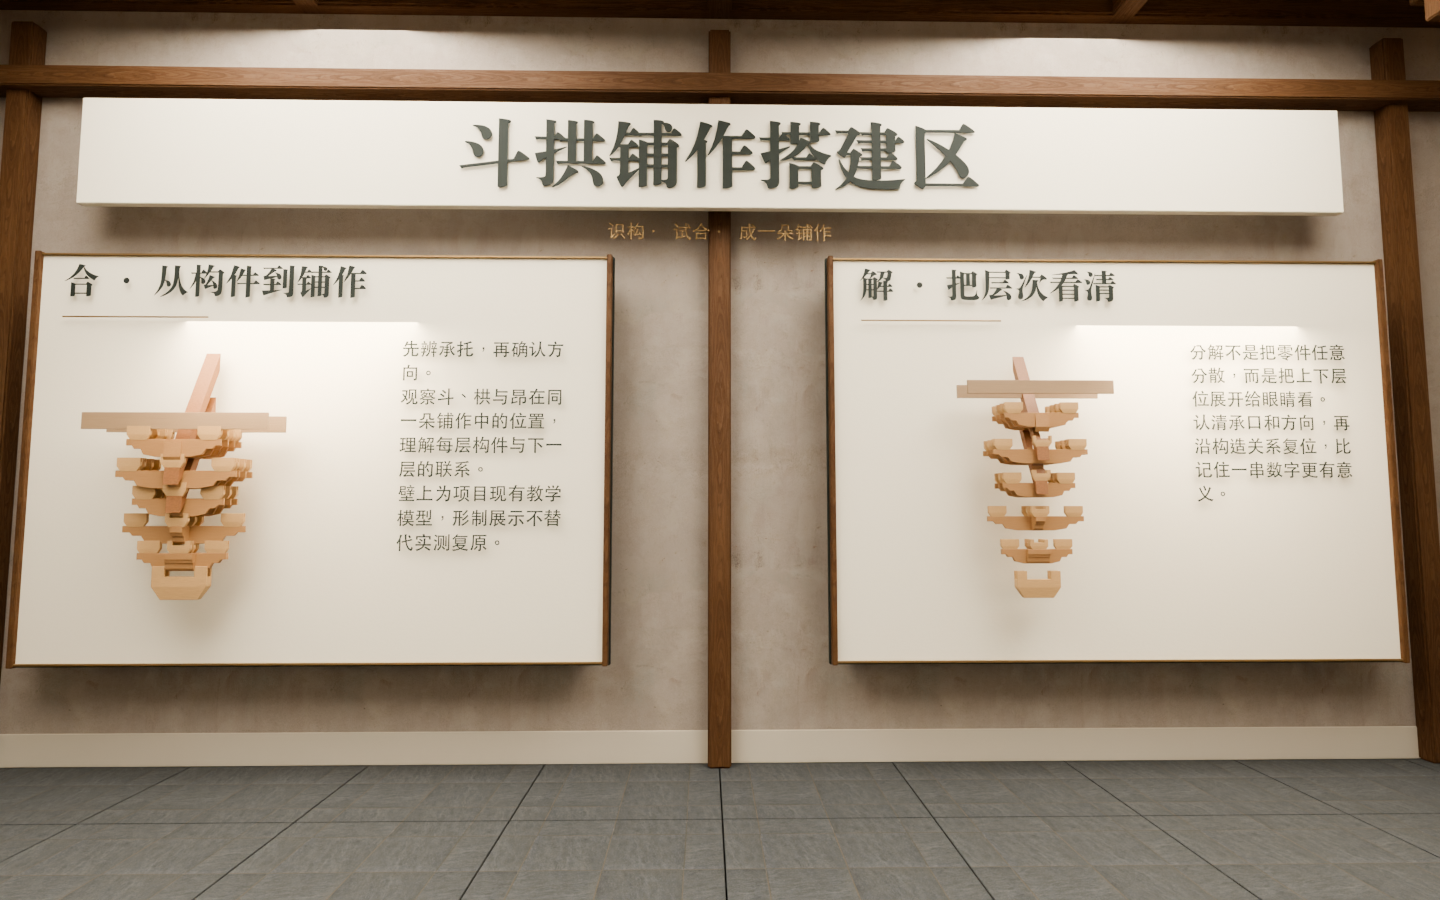 斗拱铺作搭建区
识构· 试合· 成一朵铺作
合 · 从构件到铺作
先辨承托，再确认方
向。
观察斗、栱与昂在同
一朵铺作中的位置，
理解每层构件与下一
层的联系。
壁上为项目现有教学
模型，形制展示不替
代实测复原。
解 · 把层次看清
分解不是把零件任意
分散，而是把上下层
位展开给眼睛看。
认清承口和方向，再
沿构造关系复位，比
记住一串数字更有意
义。